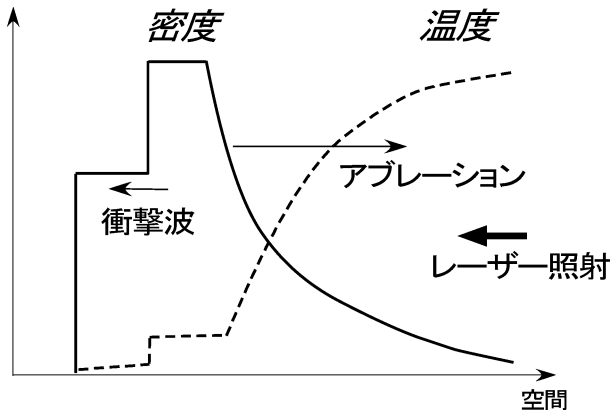 密度
温度
アブレーション
衝撃波
レーザー照射
空間